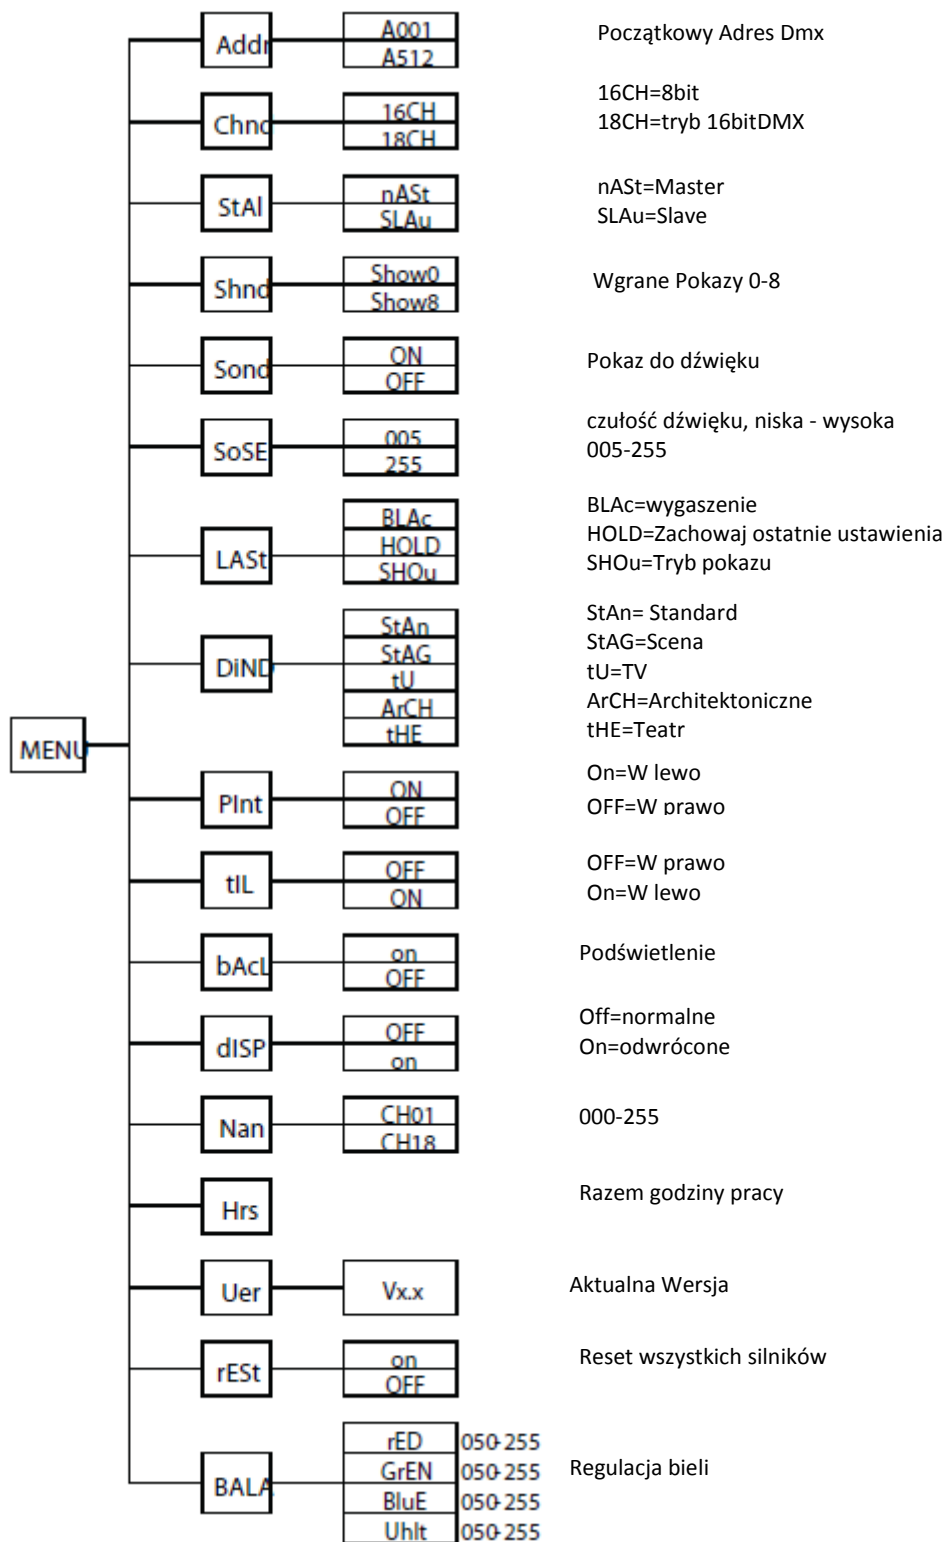 Addr A001 Początkowy Adres Dmx
A512
Chnd 16CH 16CH=8bit
18CH 18CH=tryb 16bitDMX
StAl nASt nASt=Master
SLAu SLAu=Slave
Shnd Show0 Wgrane Pokazy 0-8
Show8
Sond ON Pokaz do dźwięku
OFF
SoSE 005 czułość dźwięku, niska - wysoka
255 005-255
LASt BLAc BLAc=wygaszenie
HOLD HOLD=Zachowaj ostatnie ustawienia
SHOu SHOu=Tryb pokazu
DiND StAn StAn= Standard
StAG StAG=Scena
tU tU=TV
ArCH ArCH=Architektoniczne
tHE tHE=Teatr
MENU
PInt ON On=W lewo
OFF OFF=W prawo
tIL OFF OFF=W prawo
ON On=W lewo
bAcL on Podświetlenie
OFF
dISP OFF Off=normalne
on On=odwrócone
Nan CH01 000-255
CH18
Hrs Razem godziny pracy
Uer Vx.x Aktualna Wersja
rESt on Reset wszystkich silników
OFF
BALA rED 050-255
GrEN 050-255 Regulacja bieli
BluE 050-255
UhIt 050-255